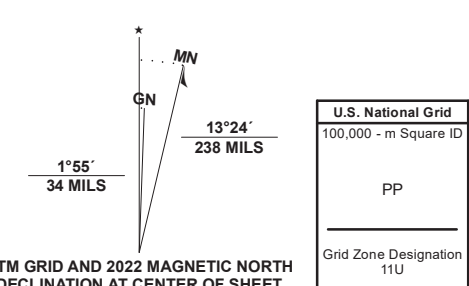 ★
MN
GN
13°24´
238 MILS
1°55´
34 MILS
TM GRID AND 2022 MAGNETIC NORTH
DECLINATION AT CENTER OF SHEET
U.S. National Grid
100,000 - m Square ID
PP
Grid Zone Designation
11U